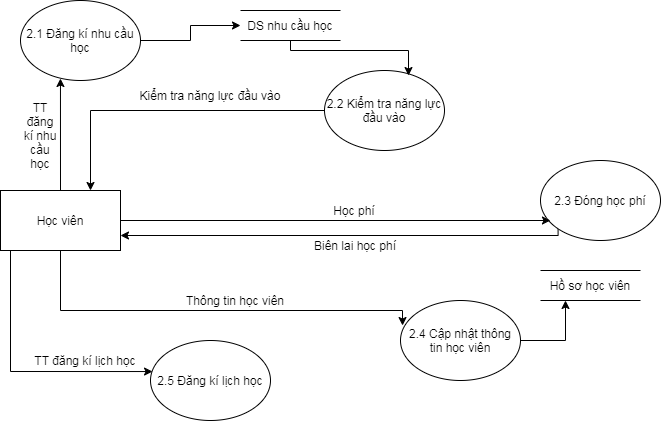 2.1 Đăng kí nhu cầu
học
DS nhu cầu học
Kiểm tra năng lực đầu vào
2.2 Kiểm tra năng lực
đầu vào
TT
đăng
kí nhu
cầu
học
Học viên
Học phí
2.3 Đóng học phí
Biên lai học phí
Hồ sơ học viên
Thông tin học viên
2.4 Cập nhật thông
tin học viên
TT đăng kí lịch học
2.5 Đăng kí lịch học